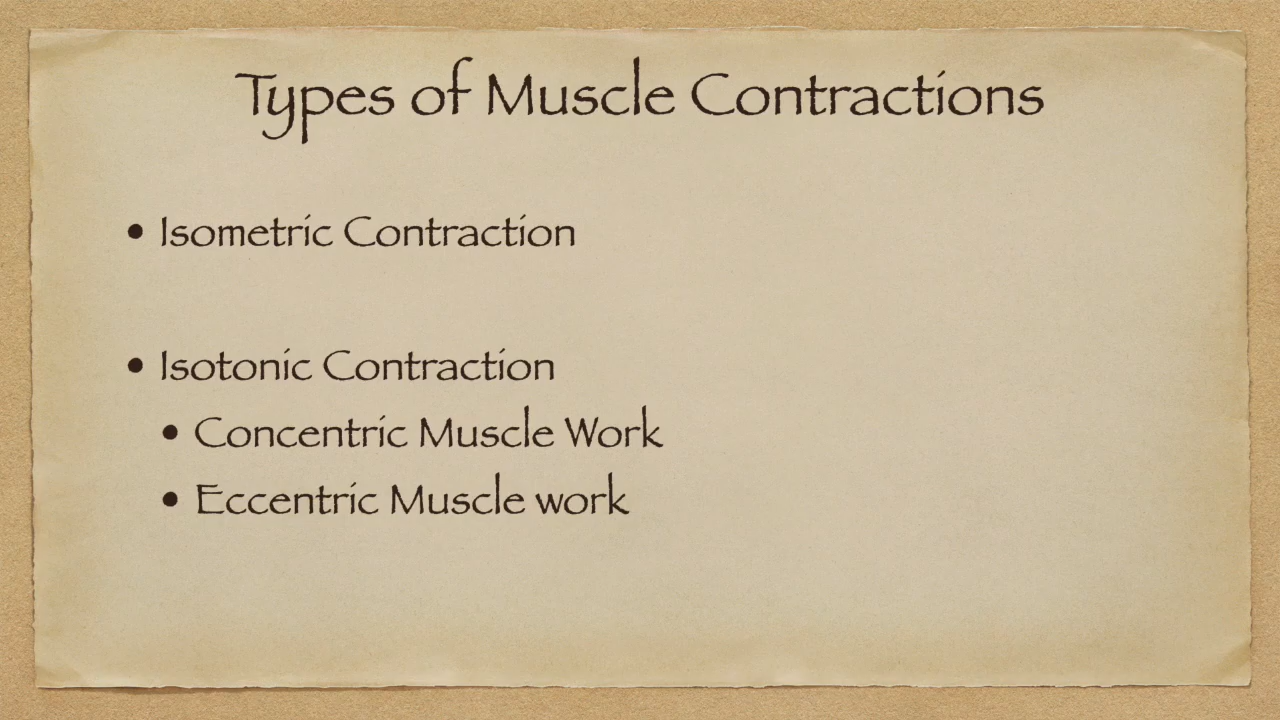 Types of Muscle Contractions
• Isometric Contraction
• Isotonic Contraction
• Concentric Muscle Work
• Eccentric Muscle work